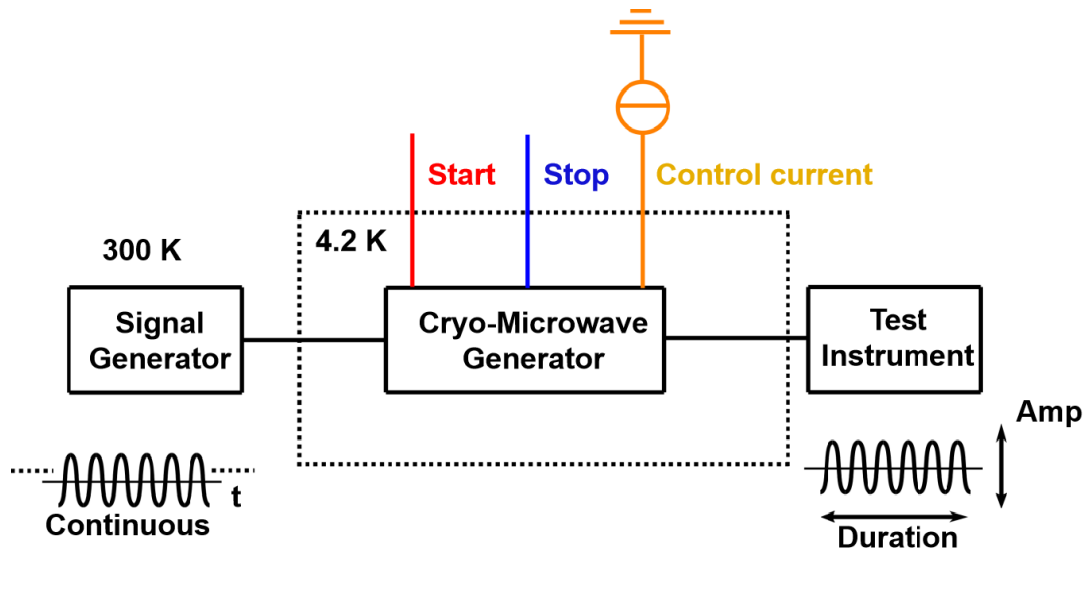 Start
Stop
Control current
300 K
4.2 K
Signal
Generator
Cryo-Microwave
Generator
Test
Instrument
t
Continuous
Amp
Duration